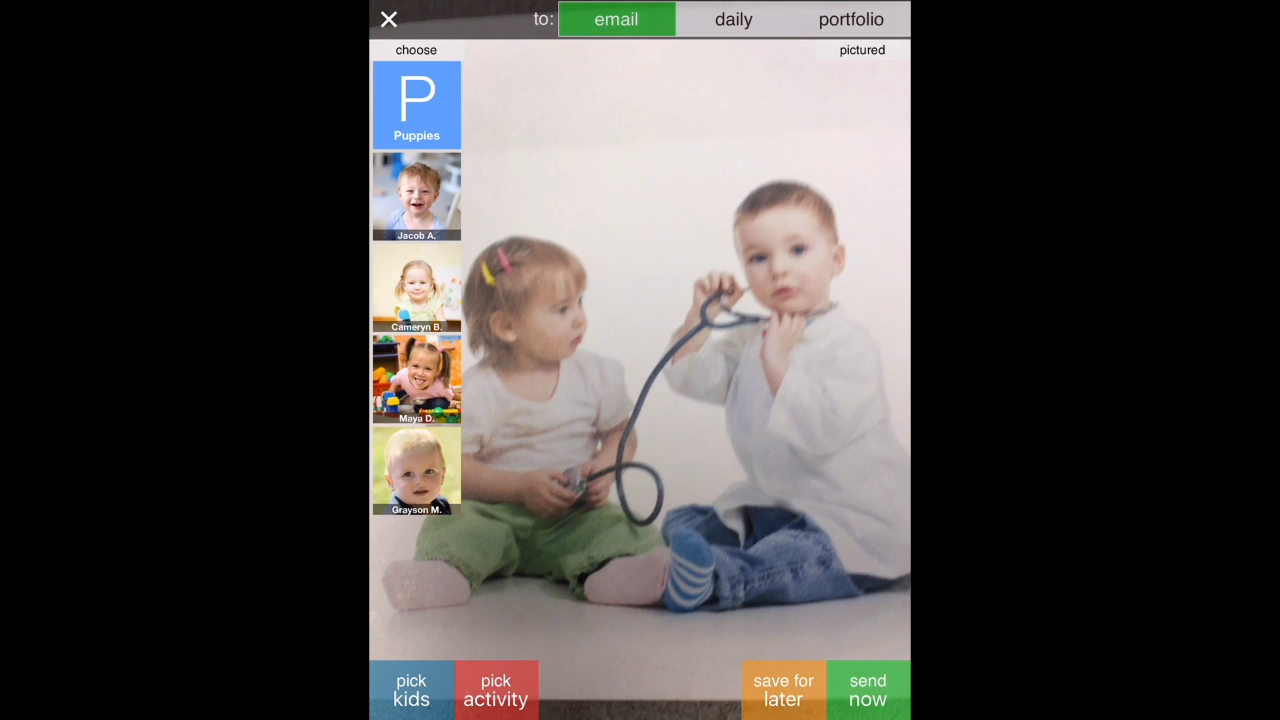 to: email daily portfolio
choose
pictured
P
Puppies
Jacob A.
Cameryn B.
Maya D.
Grayson M.
pick kids
pick activity
save for later
send now